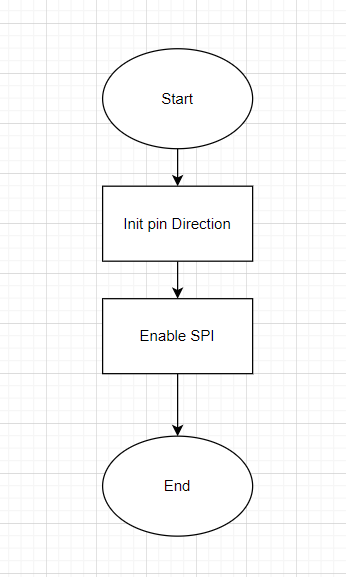 Start
Init pin Direction
Enable SPI
End